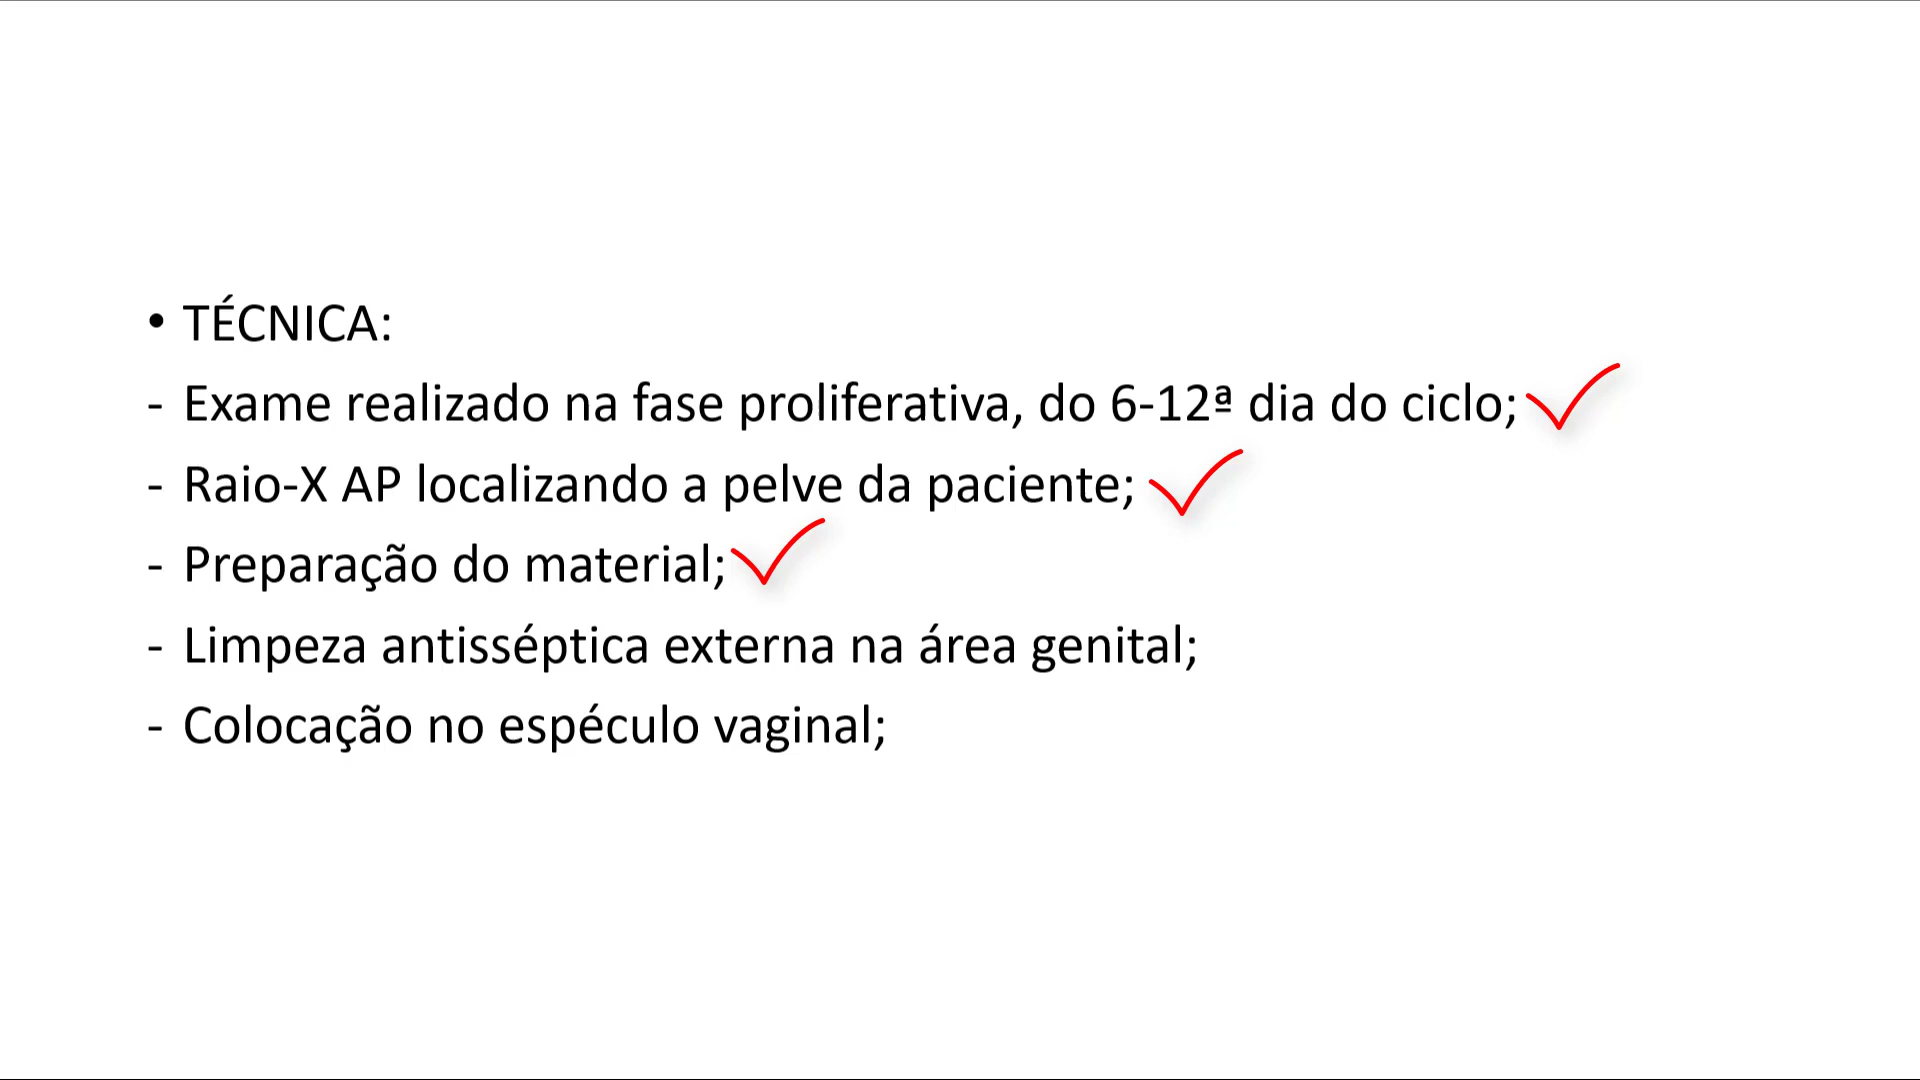 • TÉCNICA:
- Exame realizado na fase proliferativa, do 6-12ª dia do ciclo;
- Raio-X AP localizando a pelve da paciente;
- Preparação do material;
- Limpeza antisséptica externa na área genital;
- Colocação no espéculo vaginal;